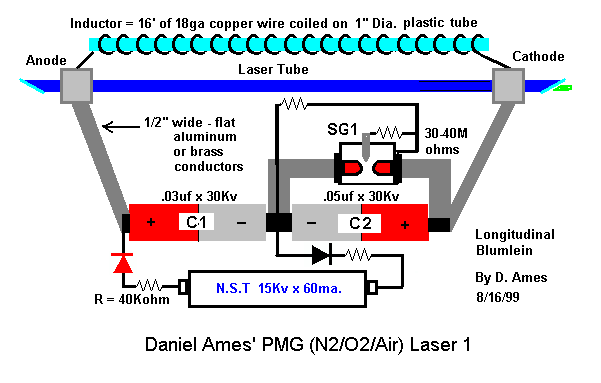 Inductor = 16' of 18ga copper wire coiled on 1" Dia. plastic tube
Anode
Cathode
Laser Tube
1/2" wide - flat
aluminum
or brass
conductors
SG1
30-40M
ohms
.03uf x 30Kv
.05uf x 30Kv
+ C1 -
- C2 +
Longitudinal
Blumlein
R = 40Kohm
N.S.T 15Kv x 60ma.
By D. Ames
8/16/99
Daniel Ames' PMG (N2/O2/Air) Laser 1